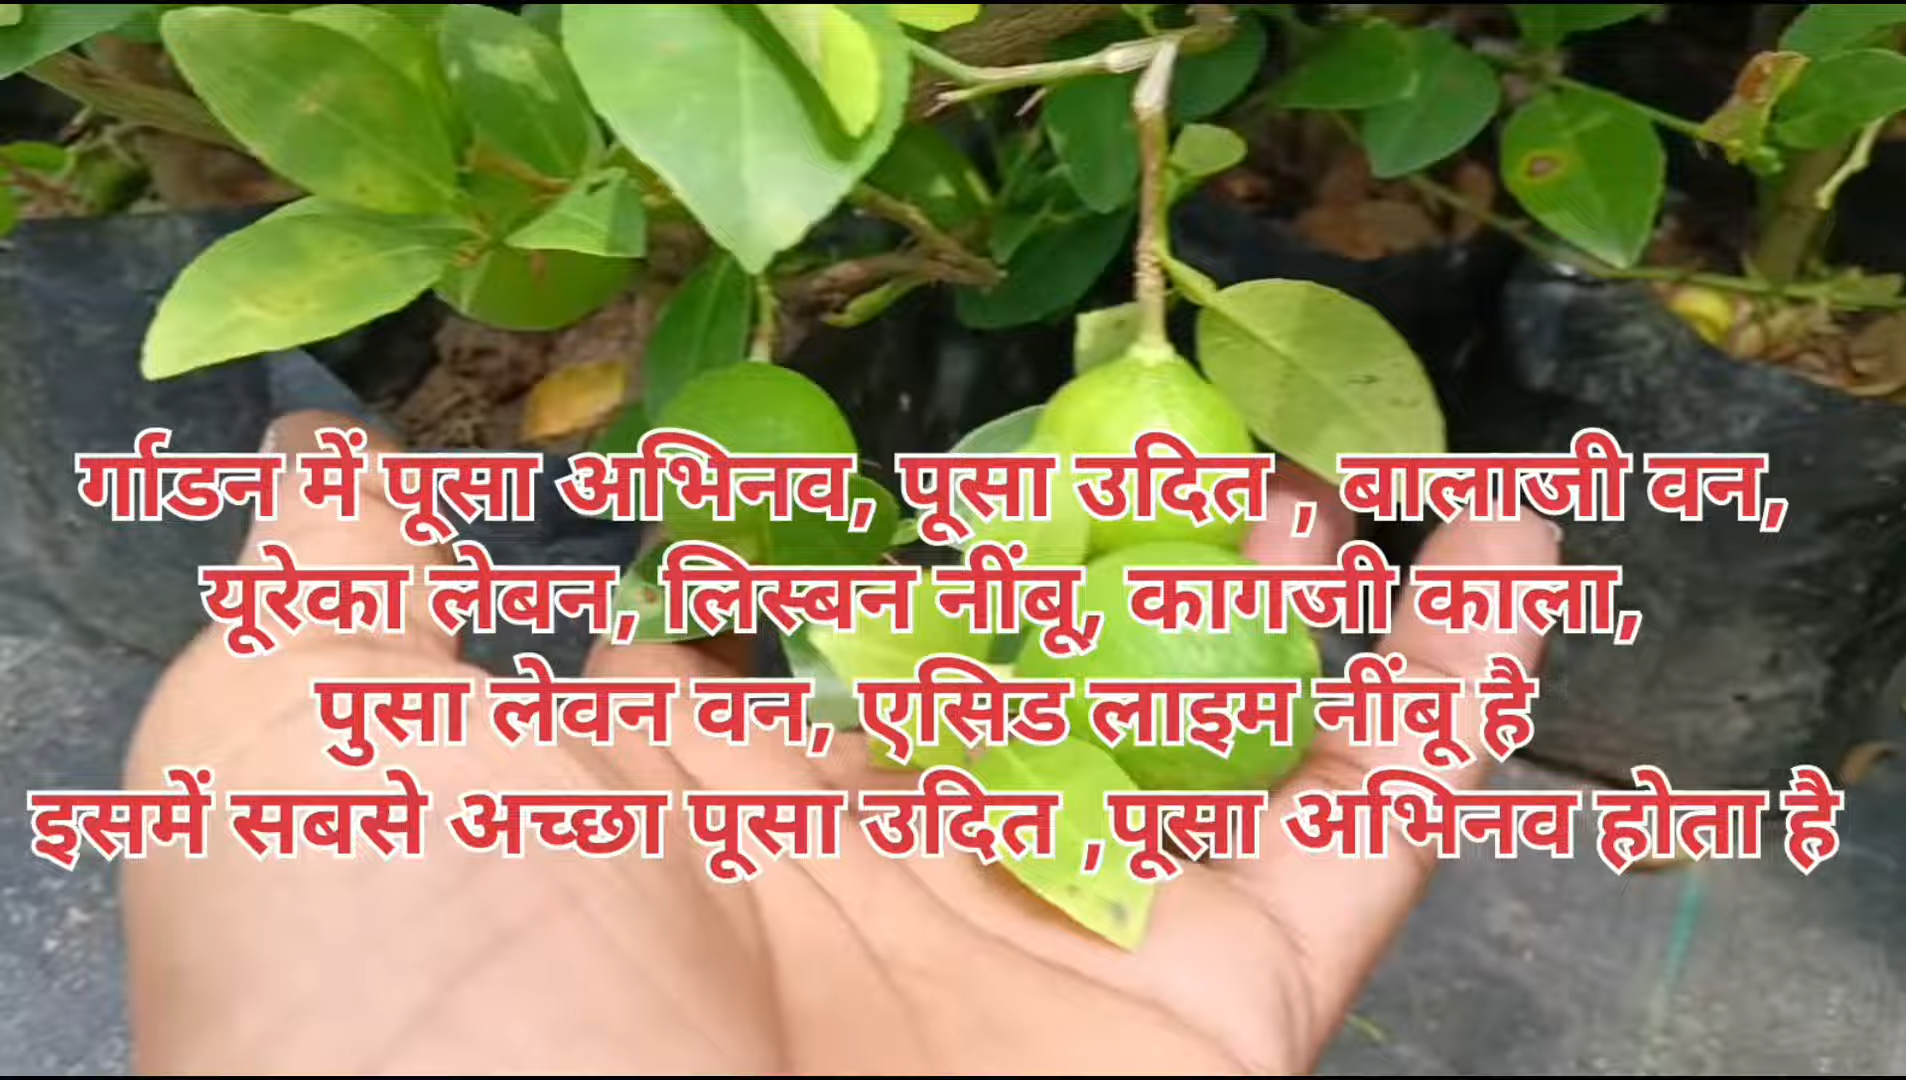 र्गाडन में पूसा अभिनव, पूसा उदित , बालाजी वन,
यूरेका लेबन, लिस्बन नींबू, कागजी काला,
पुसा लेवन वन, एसिड लाइम नींबू है
इसमें सबसे अच्छा पूसा उदित ,पूसा अभिनव होता है